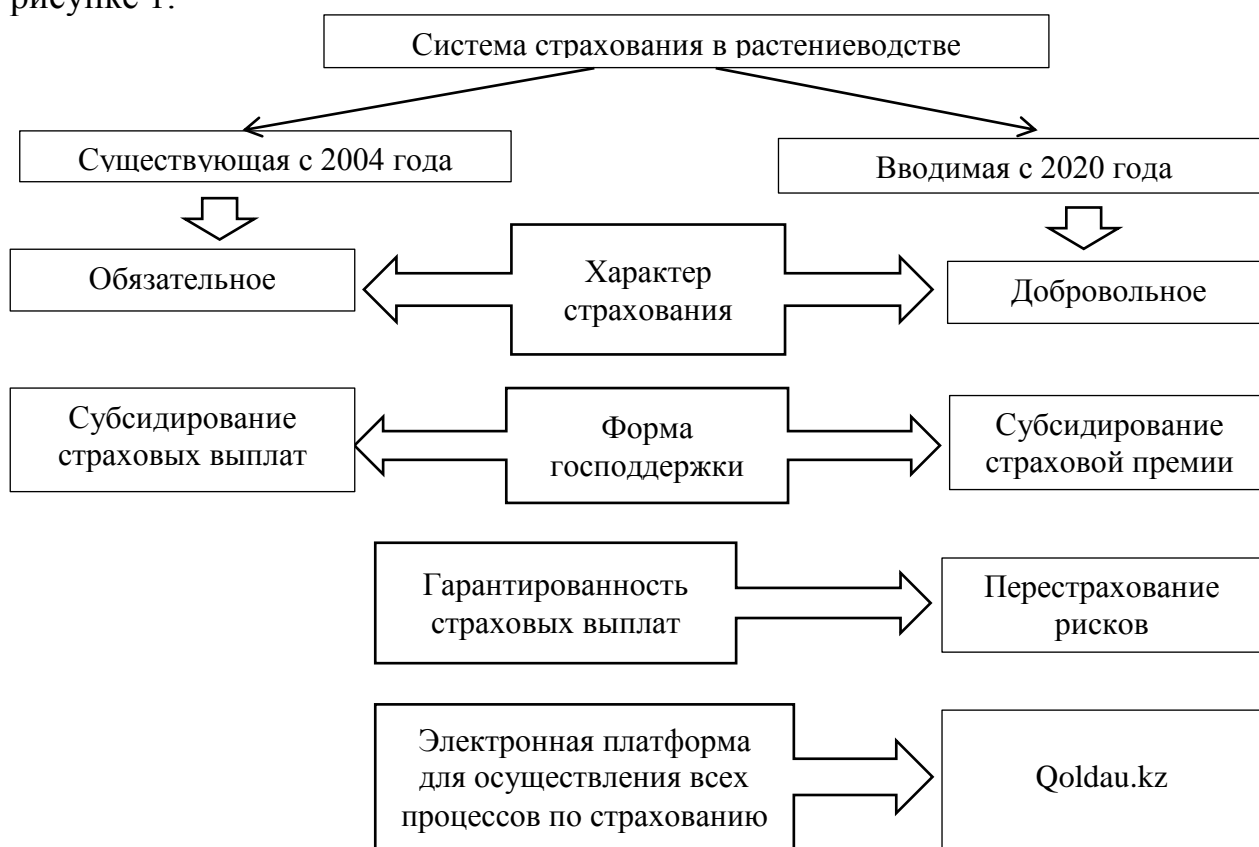 рисунке 1.
Система страхования в растениеводстве
Существующая с 2004 года
Вводимая с 2020 года
Обязательное
Характер
страхования
Добровольное
Субсидирование
страховых выплат
Форма
господдержки
Субсидирование
страховой премии
Гарантированность
страховых выплат
Перестрахование
рисков
Электронная платформа
для осуществления всех
процессов по страхованию
Qoldau.kz